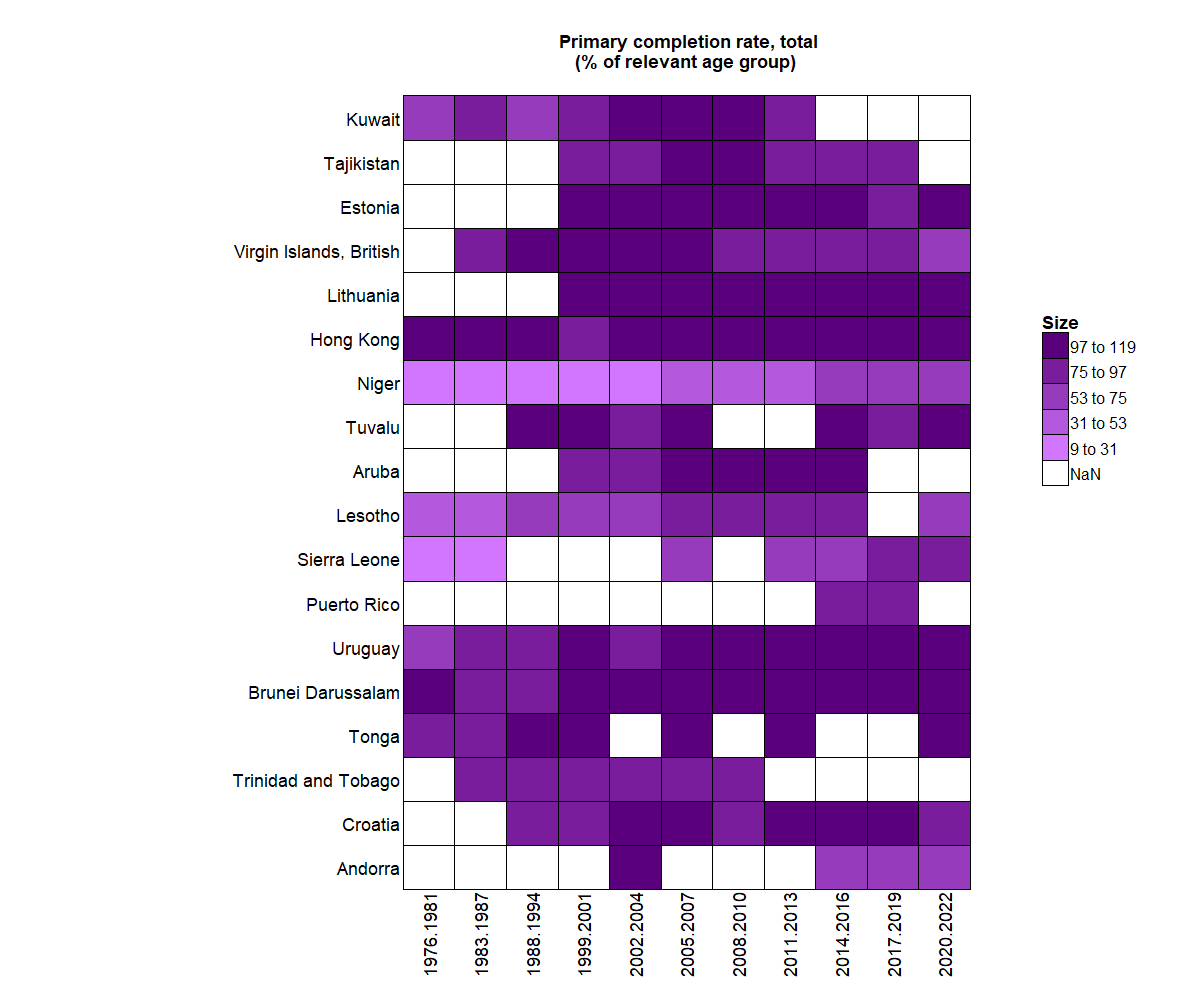 Primary completion rate, total
(% of relevant age group)
Kuwait
Tajikistan
Estonia
Virgin Islands, British
Lithuania
Hong Kong
Niger
Tuvalu
Aruba
Lesotho
Sierra Leone
Puerto Rico
Uruguay
Brunei Darussalam
Tonga
Trinidad and Tobago
Croatia
Andorra
1976.1981
1983.1987
1988.1994
1999.2001
2002.2004
2005.2007
2008.2010
2011.2013
2014.2016
2017.2019
2020.2022
Size
97 to 119
75 to 97
53 to 75
31 to 53
9 to 31
NaN